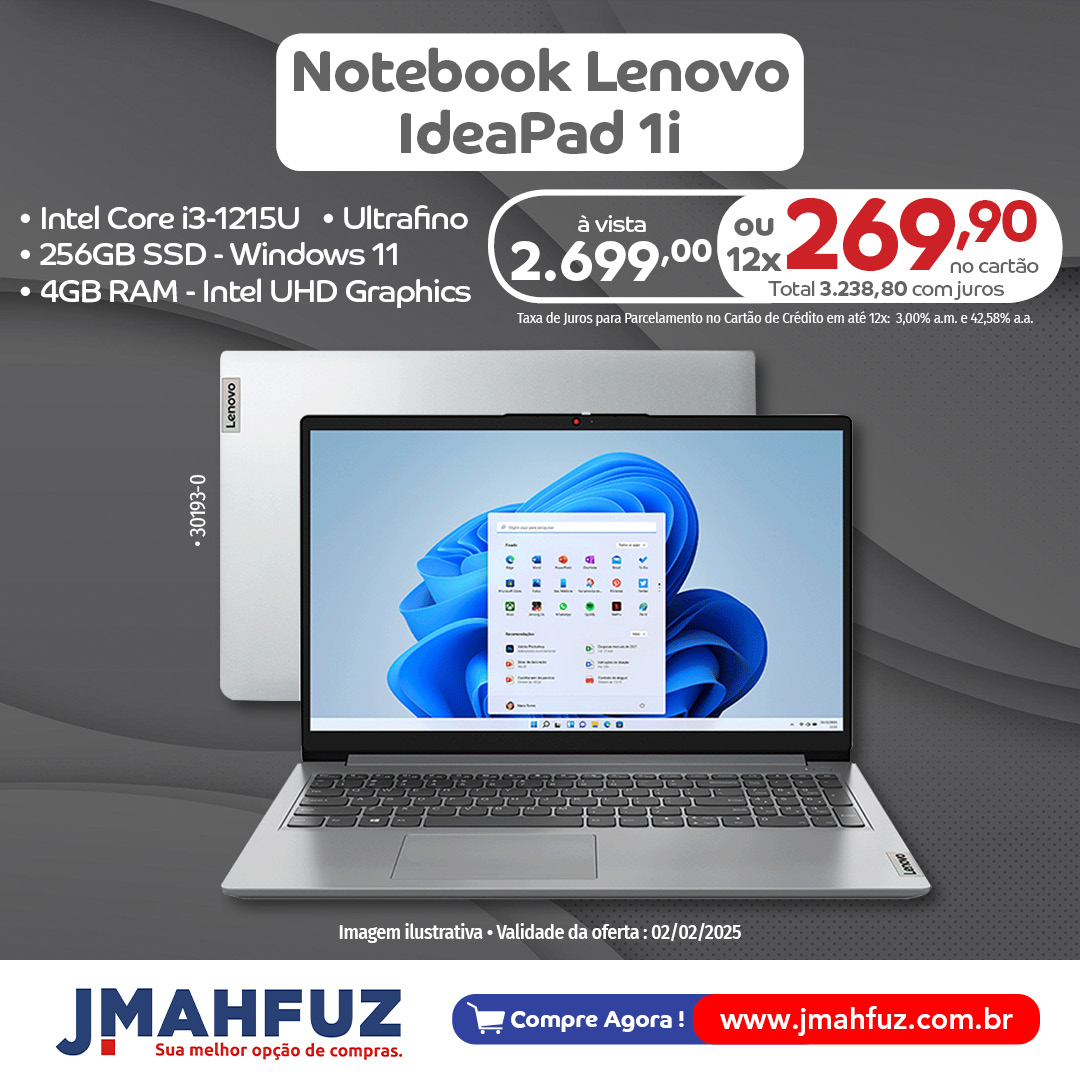 Notebook Lenovo
IdeaPad 1i
• Intel Core i3-1215U • Ultrafino
• 256GB SSD - Windows 11
• 4GB RAM - Intel UHD Graphics
à vista
2.699,00
ou
12x
269,90
no cartão
Total 3.238,80 com juros
Taxa de Juros para Parcelamento no Cartão de Crédito em até 12x: 3,00% a.m. e 42,58% a.a.
Lenovo
• 30193-0
Lenovo
Imagem ilustrativa • Validade da oferta : 02/02/2025
JMAHFUZ
Sua melhor opção de compras.
Compre Agora !
www.jmahfuz.com.br